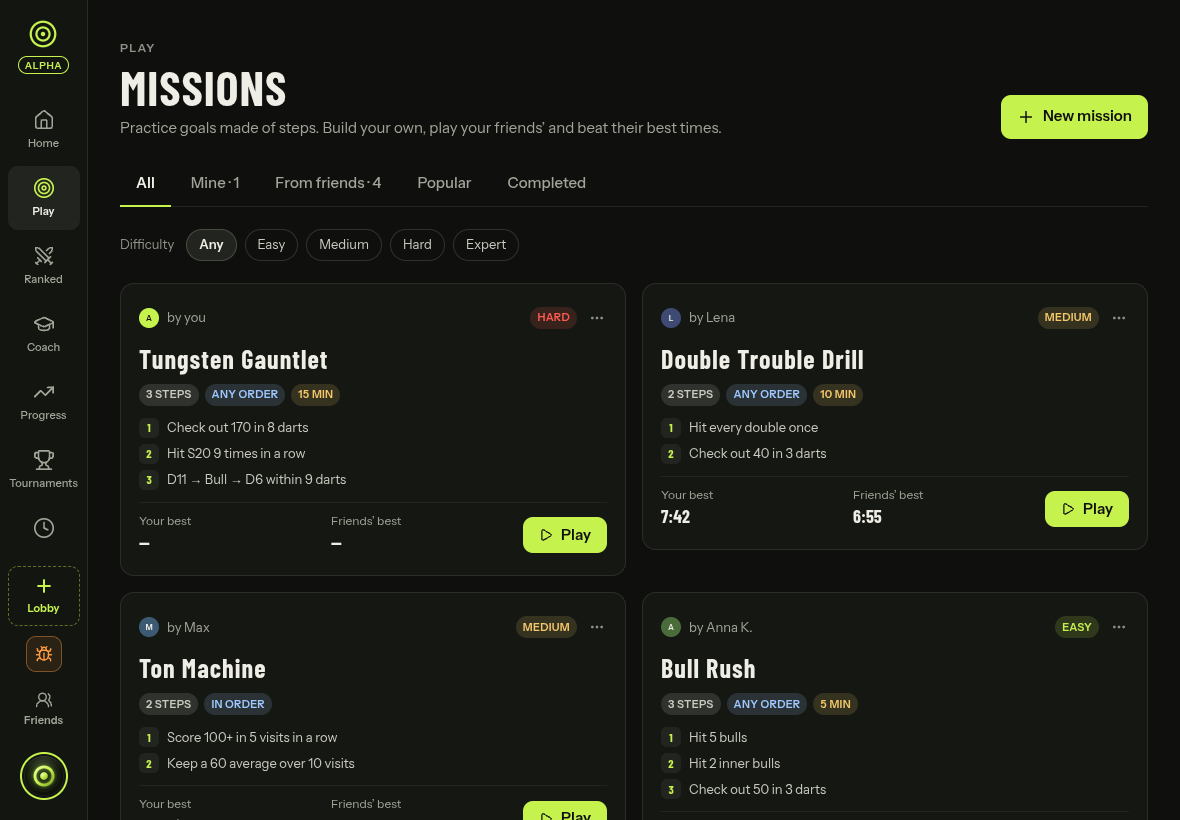 ALPHA
Home
Play
Ranked
Coach
Progress
Tournaments
Lobby
Friends
PLAY
MISSIONS
Practice goals made of steps. Build your own, play your friends’ and beat their best times.
New mission
All Mine · 1 From friends · 4 Popular Completed
Difficulty Any Easy Medium Hard Expert
A by you HARD
Tungsten Gauntlet
3 STEPS ANY ORDER 15 MIN
1 Check out 170 in 8 darts
2 Hit S20 9 times in a row
3 D11 → Bull → D6 within 9 darts
Your best Friends’ best
– –
Play
L by Lena MEDIUM
Double Trouble Drill
2 STEPS ANY ORDER 10 MIN
1 Hit every double once
2 Check out 40 in 3 darts
Your best Friends’ best
7:42 6:55
Play
M by Max MEDIUM
Ton Machine
2 STEPS IN ORDER
1 Score 100+ in 5 visits in a row
2 Keep a 60 average over 10 visits
Your best Friends’ best
Play
A by Anna K. EASY
Bull Rush
3 STEPS ANY ORDER 5 MIN
1 Hit 5 bulls
2 Hit 2 inner bulls
3 Check out 50 in 3 darts